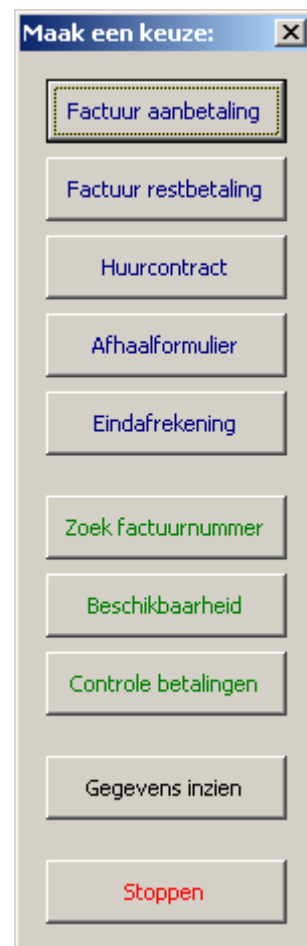 Maak een keuze:
Factuur aanbetaling
Factuur restbetaling
Huurcontract
Afhaalformulier
Eindafrekening
Zoek factuurnummer
Beschikbaarheid
Controle betalingen
Gegevens inzien
Stoppen